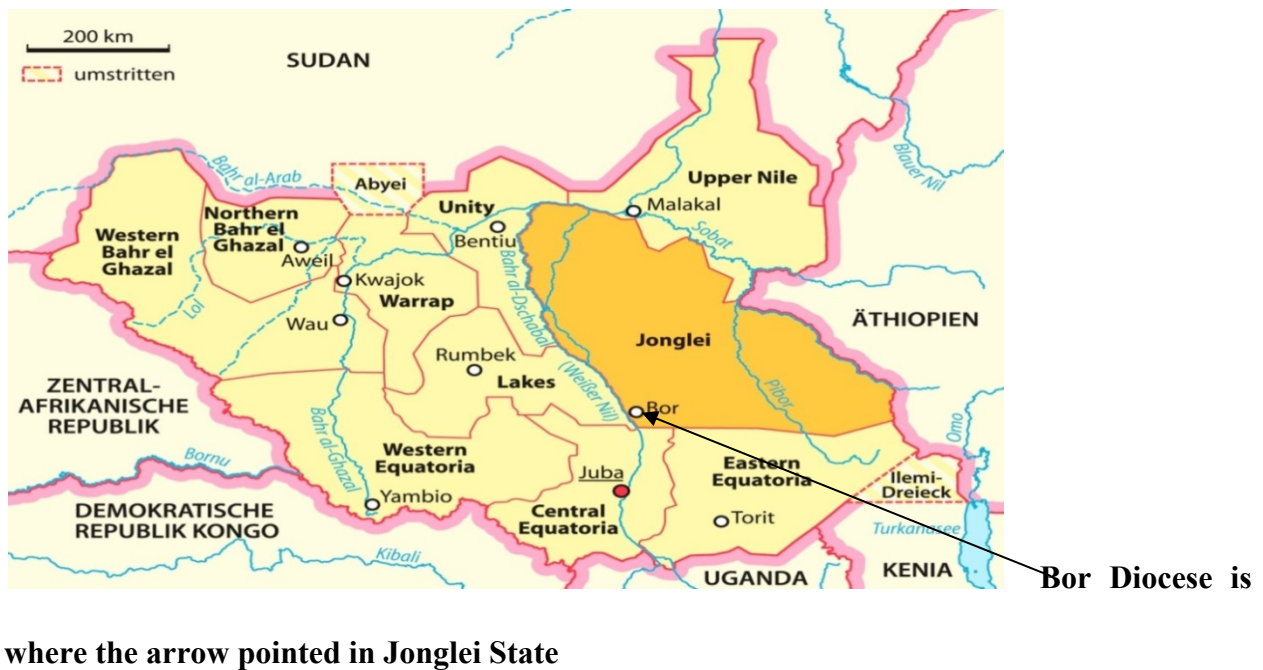 200 km
umstritten
SUDAN
Bahr al-Arab
Abyei
Blauer Nil
Upper Nile
Malakal
Sobat
Unity
Bentiu
Northern
Bahr el
Ghazal
Aweil
Western
Bahr el
Ghazal
Lol
Kwajok
Warrap
Wau
Bahr al-Dschabal
(Weißer Nil)
Jonglei
ÄTHIOPIEN
Rumbek
Lakes
Pibor
Bor
Omo
ZENTRAL-
AFRIKANISCHE
REPUBLIK
Bornu
Bahr al-Ghazal
Western
Equatoria
Yambio
Juba
Central
Equatoria
Eastern
Equatoria
Torit
Ilemi-
Dreieck
Turkanasee
DEMOKRATISCHE
REPUBLIK KONGO
Kibali
UGANDA
KENIA
Bor Diocese is
where the arrow pointed in Jonglei State